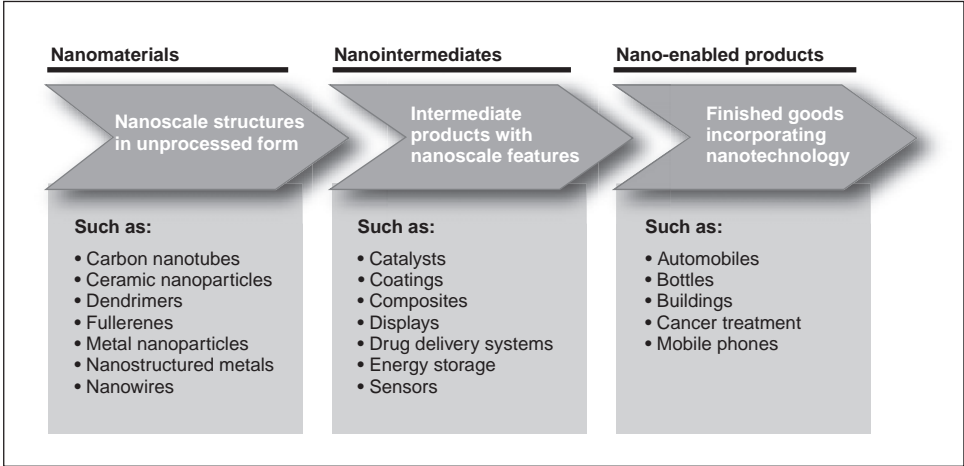 Nanomaterials
Nanoscale structures
in unprocessed form
Such as:
• Carbon nanotubes
• Ceramic nanoparticles
• Dendrimers
• Fullerenes
• Metal nanoparticles
• Nanostructured metals
• Nanowires
Nanointermediates
Intermediate
products with
nanoscale features
Such as:
• Catalysts
• Coatings
• Composites
• Displays
• Drug delivery systems
• Energy storage
• Sensors
Nano-enabled products
Finished goods
incorporating
nanotechnology
Such as:
• Automobiles
• Bottles
• Buildings
• Cancer treatment
• Mobile phones